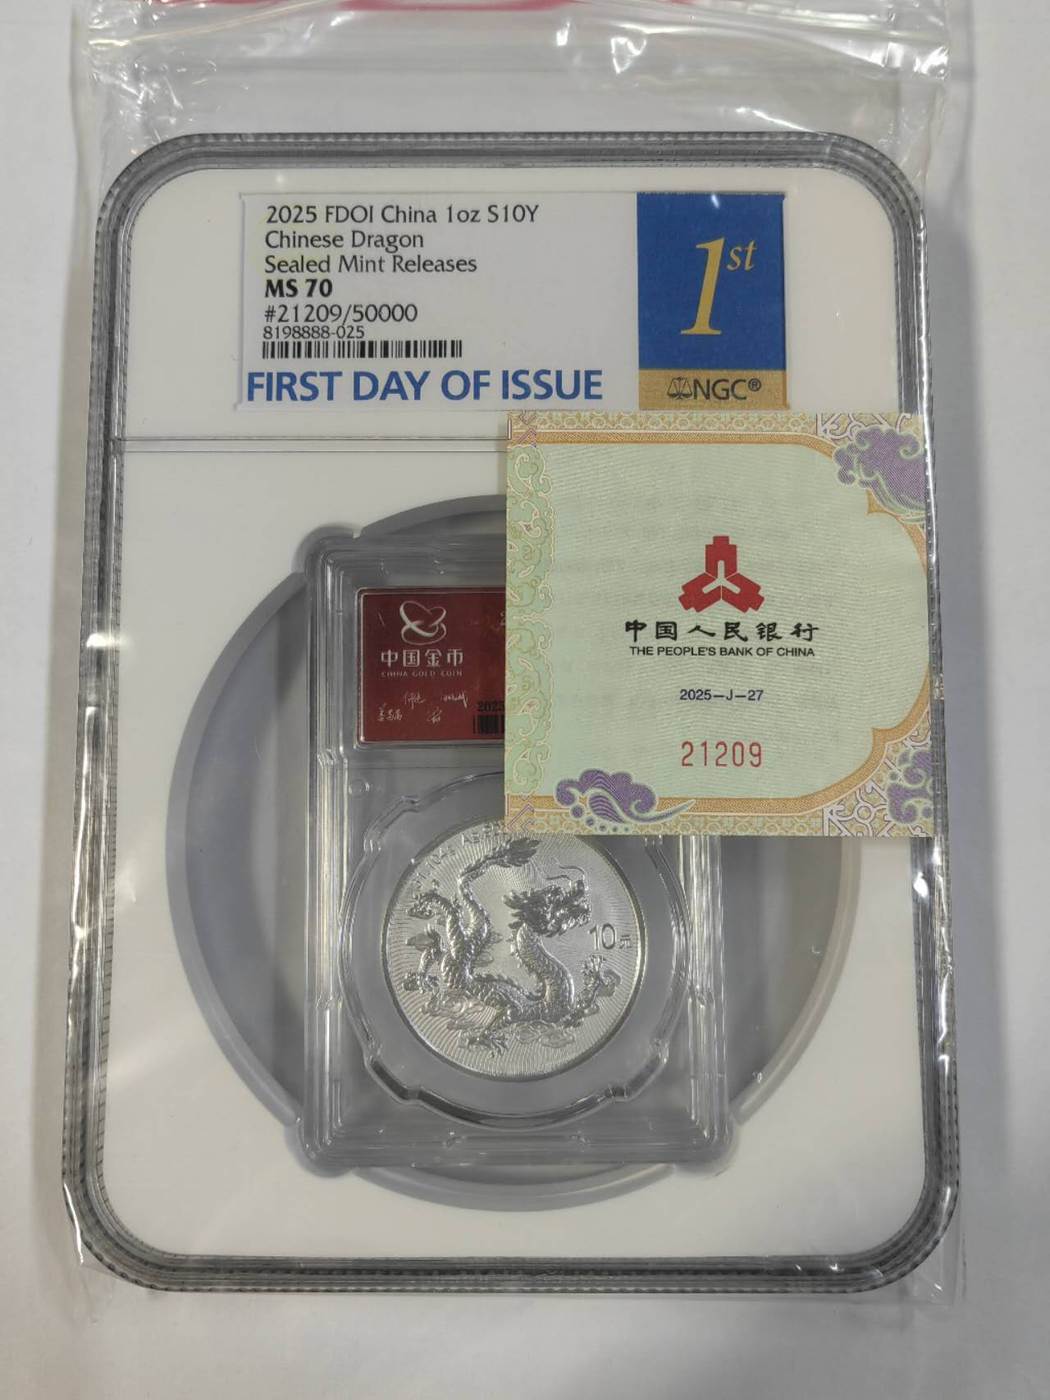 2025 FDOI China 1oz S10Y
Chinese Dragon
Sealed Mint Releases
MS 70
#21209/50000
8198888-025
FIRST DAY OF ISSUE
1st
NGC®
中国人民银行
THE PEOPLE'S BANK OF CHINA
2025-J-27
21209
中国金币
CHINA GOLD COIN
2025
10元